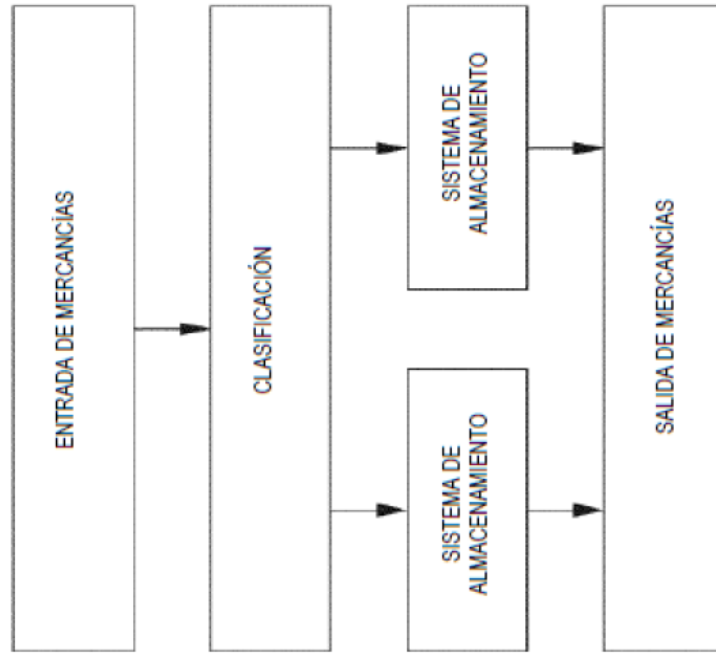 ENTRADA DE MERCANCÍAS
CLASIFICACIÓN
SISTEMA DE
ALMACENAMIENTO
SISTEMA DE
ALMACENAMIENTO
SALIDA DE MERCANCÍAS